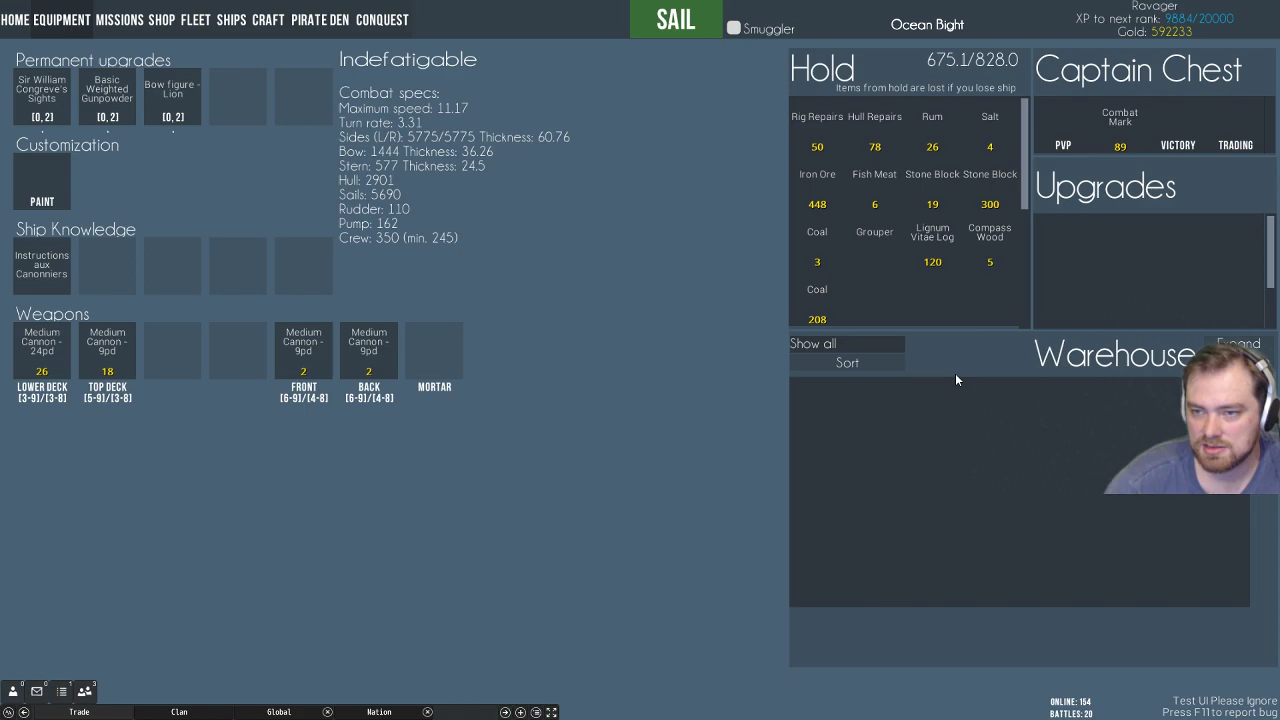 HOME EQUIPMENT MISSIONS SHOP FLEET SHIPS CRAFT PIRATE DEN CONQUEST
SAIL
Smuggler
Ocean Bight
Ravager
XP to next rank: 9884/20000
Gold: 592233
Permanent upgrades
Sir William Congreve's Sights
[0, 2]
Basic Weighted Gunpowder
[0, 2]
Bow figure - Lion
[0, 2]
Customization
PAINT
Ship Knowledge
Instructions aux Canonniers
Weapons
Medium Cannon - 24pd
26
LOWER DECK
[3-9]/[3-8]
Medium Cannon - 9pd
18
TOP DECK
[5-9]/[3-8]
Medium Cannon - 9pd
2
FRONT
[6-9]/[4-8]
Medium Cannon - 9pd
2
BACK
[6-9]/[4-8]
MORTAR
Indefatigable
Combat specs:
Maximum speed: 11.17
Turn rate: 3.31
Sides (L/R): 5775/5775 Thickness: 60.76
Bow: 1444 Thickness: 36.26
Stern: 577 Thickness: 24.5
Hull: 2901
Sails: 5690
Rudder: 110
Pump: 162
Crew: 350 (min. 245)
Hold
675.1/828.0
Items from hold are lost if you lose ship
Rig Repairs Hull Repairs Rum Salt
50 78 26 4
Iron Ore Fish Meat Stone Block Stone Block
448 6 19 300
Coal Grouper Lignum Vitae Log Compass Wood
3 120 5
Coal
208
Show all
Sort
Captain Chest
Combat Mark
PVP 89 VICTORY TRADING
Upgrades
Warehouse
Expand
ONLINE: 154
BATTLES: 20
Test UI Please Ignore
Press F11 to report bug
0 0 1 3
Trade Clan Global Nation